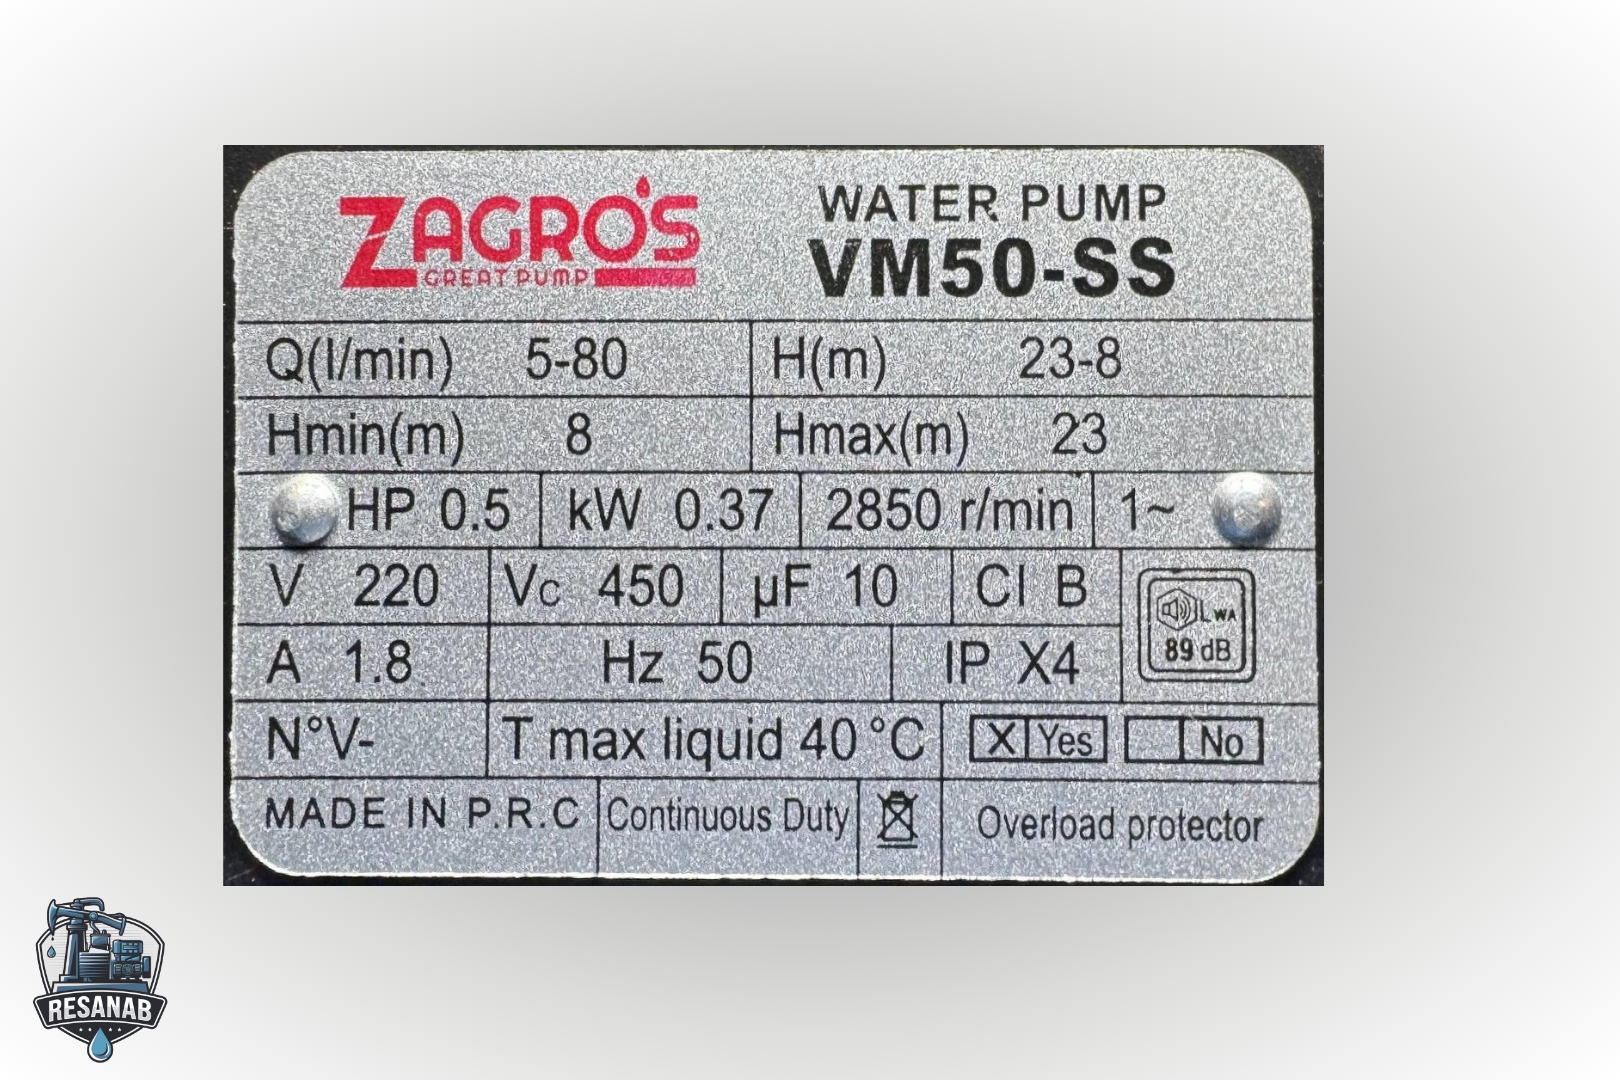 ZAGROS
GREAT PUMP
WATER PUMP
VM50-SS
Q(l/min) 5-80 H(m) 23-8
Hmin(m) 8 Hmax(m) 23
HP 0.5 kW 0.37 2850 r/min 1~
V 220 Vc 450 µF 10 Cl B
LWA
89 dB
A 1.8 Hz 50 IP X4
N°V- T max liquid 40 °C X Yes No
MADE IN P.R.C Continuous Duty Overload protector
RESANAB